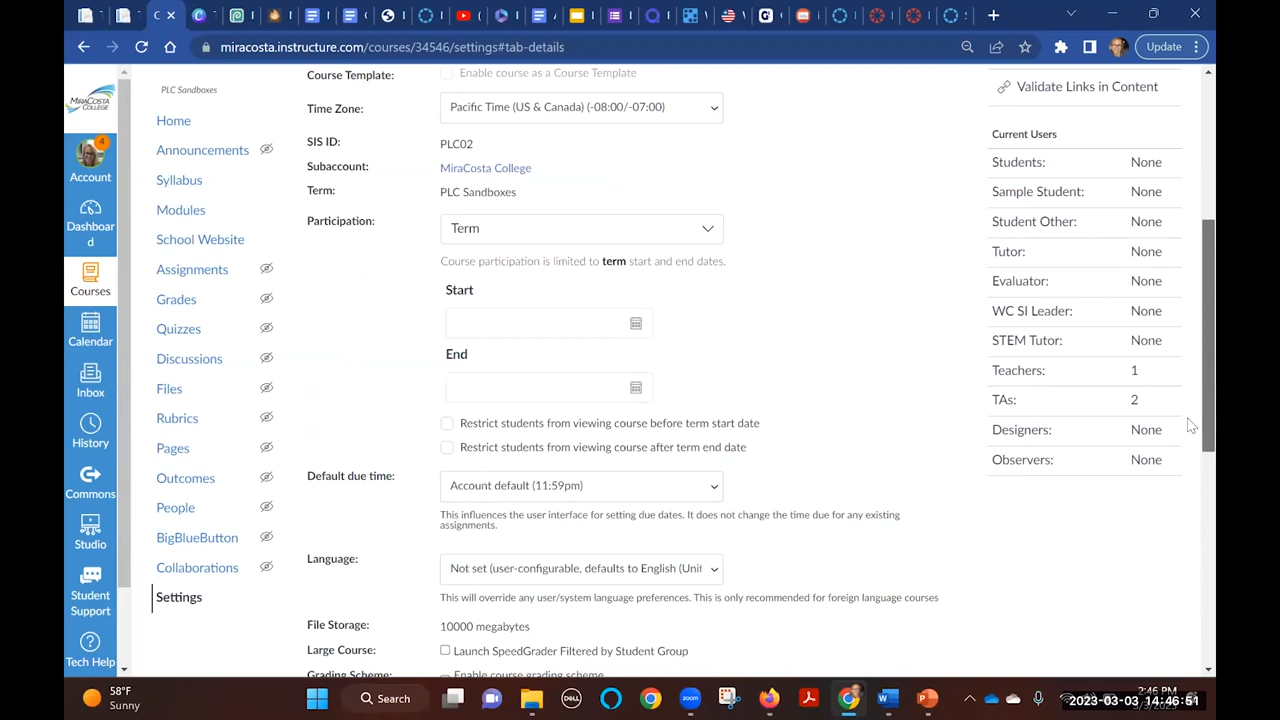 miracosta.instructure.com/courses/34546/settings#tab-details
Update
MIRACOSTA COLLEGE
4
Account
Dashboar
d
Courses
Calendar
Inbox
History
Commons
Studio
Student
Support
Tech Help
PLC Sandboxes
Home
Announcements
Syllabus
Modules
School Website
Assignments
Grades
Quizzes
Discussions
Files
Rubrics
Pages
Outcomes
People
BigBlueButton
Collaborations
Settings
Course Template: Enable course as a Course Template
Time Zone: Pacific Time (US & Canada) (-08:00/-07:00)
SIS ID: PLC02
Subaccount: MiraCosta College
Term: PLC Sandboxes
Participation: Term
Course participation is limited to term start and end dates.
Start
End
Restrict students from viewing course before term start date
Restrict students from viewing course after term end date
Default due time: Account default (11:59pm)
This influences the user interface for setting due dates. It does not change the time due for any existing
assignments.
Language: Not set (user-configurable, defaults to English (Unit
This will override any user/system language preferences. This is only recommended for foreign language courses
File Storage: 10000 megabytes
Large Course: Launch SpeedGrader Filtered by Student Group
Grading Scheme: Enable course grading scheme
Validate Links in Content
Current Users
Students: None
Sample Student: None
Student Other: None
Tutor: None
Evaluator: None
WC SI Leader: None
STEM Tutor: None
Teachers: 1
TAs: 2
Designers: None
Observers: None
58°F
Sunny
Search
DELL
zoom
2:46 PM
2023-03-03 14:46:51